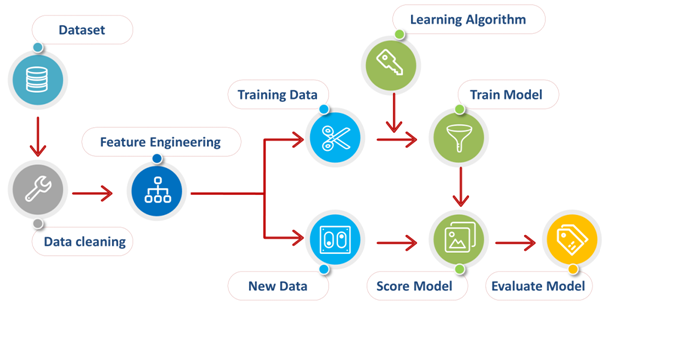 Learning Algorithm
Dataset
Training Data
Train Model
Feature Engineering
Data cleaning
New Data
Score Model
Evaluate Model